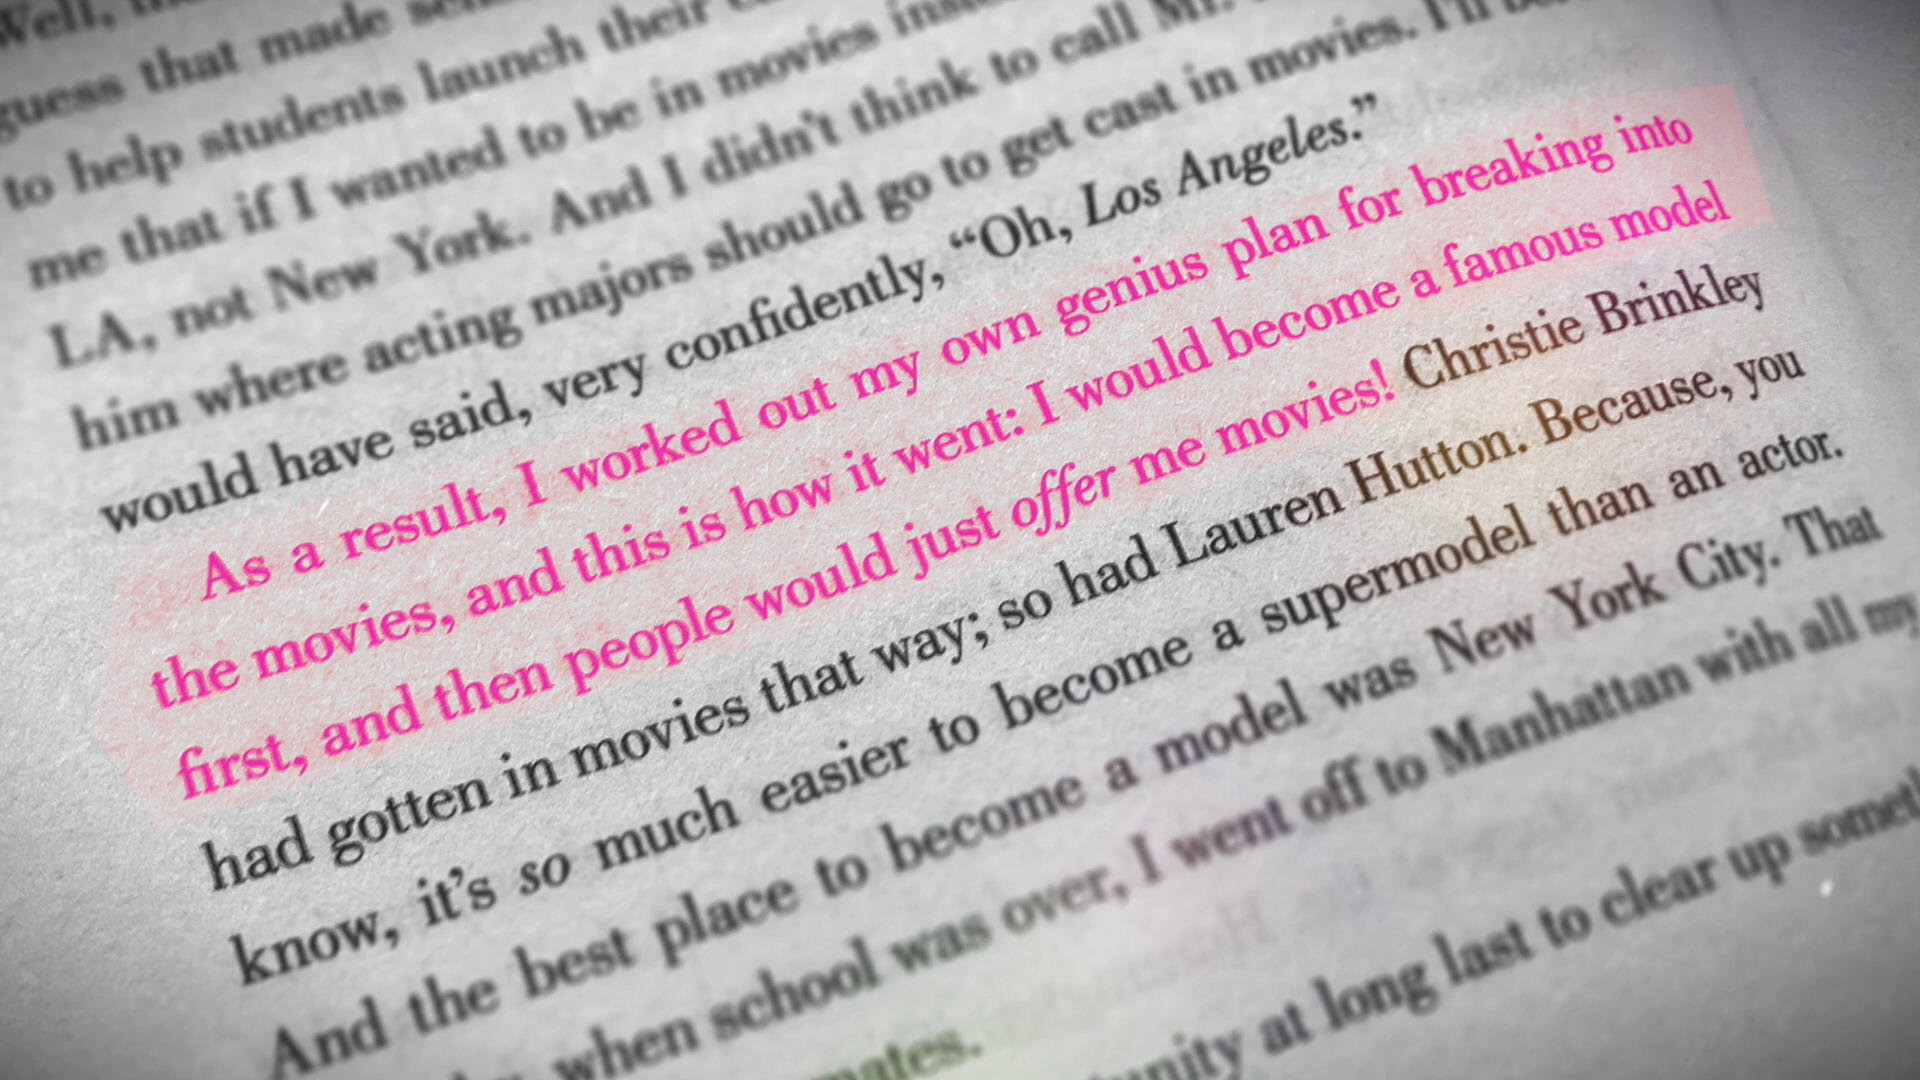 Well,
guess that made
to help students launch their
me that if I wanted to be in movies
LA, not New York. And I didn't think to call Mr.
him where acting majors should go to get cast in movies. I'll
would have said, very confidently, “Oh, Los Angeles.”
As a result, I worked out my own genius plan for breaking into
the movies, and this is how it went: I would become a famous model
first, and then people would just offer me movies! Christie Brinkley
had gotten in movies that way; so had Lauren Hutton. Because, you
know, it’s so much easier to become a supermodel than an actor.
And the best place to become a model was New York City. That
when school was over, I went off to Manhattan with all my
at long last to clear up